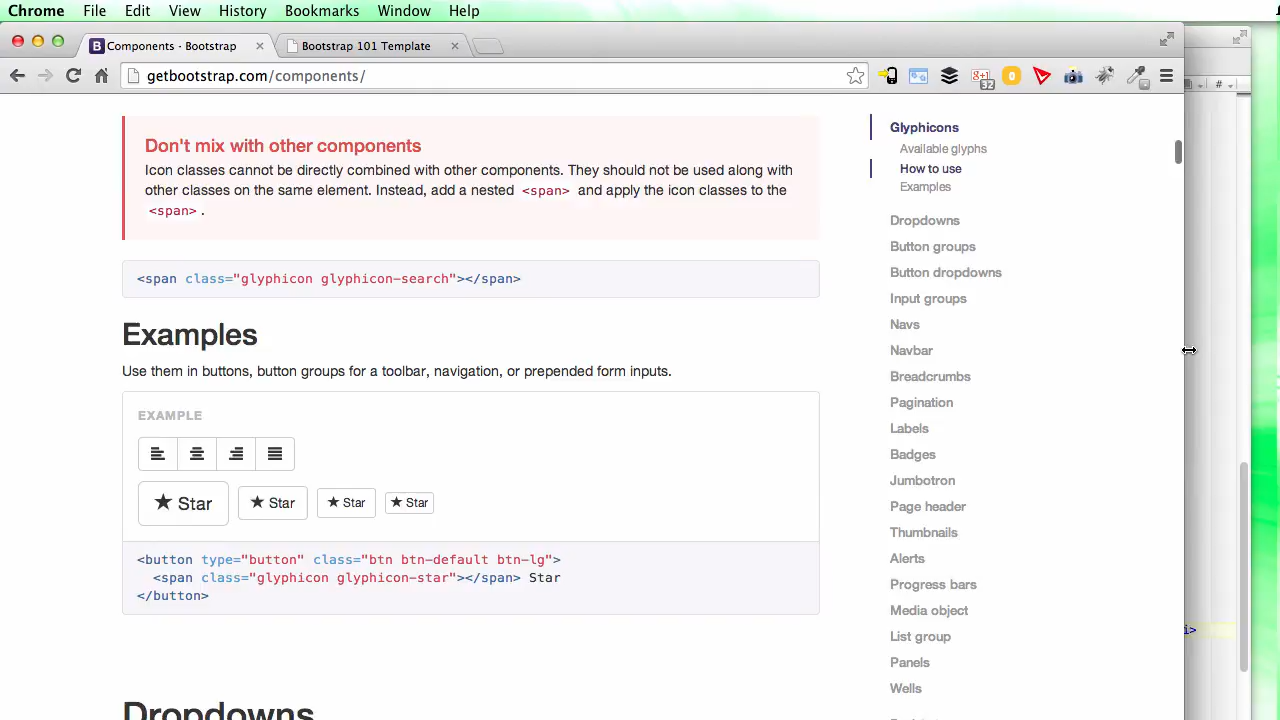 Chrome File Edit View History Bookmarks Window Help
Components - Bootstrap
Bootstrap 101 Template
getbootstrap.com/components/
32
#
Don't mix with other components
Icon classes cannot be directly combined with other components. They should not be used along with
other classes on the same element. Instead, add a nested <span> and apply the icon classes to the
<span>.
<span class="glyphicon glyphicon-search"></span>
Examples
Use them in buttons, button groups for a toolbar, navigation, or prepended form inputs.
EXAMPLE
Star Star Star Star
<button type="button" class="btn btn-default btn-lg">
<span class="glyphicon glyphicon-star"></span> Star
</button>
Dropdowns
Glyphicons
Available glyphs
How to use
Examples
Dropdowns
Button groups
Button dropdowns
Input groups
Navs
Navbar
Breadcrumbs
Pagination
Labels
Badges
Jumbotron
Page header
Thumbnails
Alerts
Progress bars
Media object
List group
Panels
Wells
i>